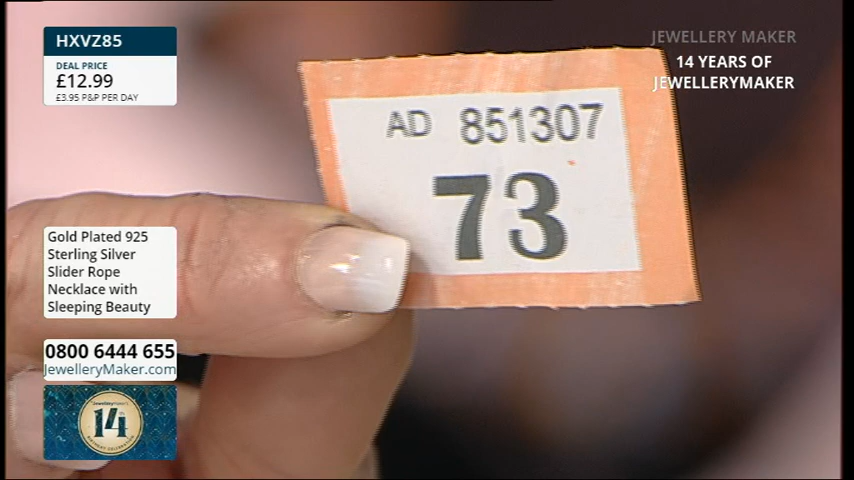 HXVZ85
DEAL PRICE
£12.99
£3.95 P&P PER DAY
JEWELLERY MAKER
14 YEARS OF
JEWELLERYMAKER
AD 851307
73
Gold Plated 925
Sterling Silver
Slider Rope
Necklace with
Sleeping Beauty
0800 6444 655
JewelleryMaker.com
14